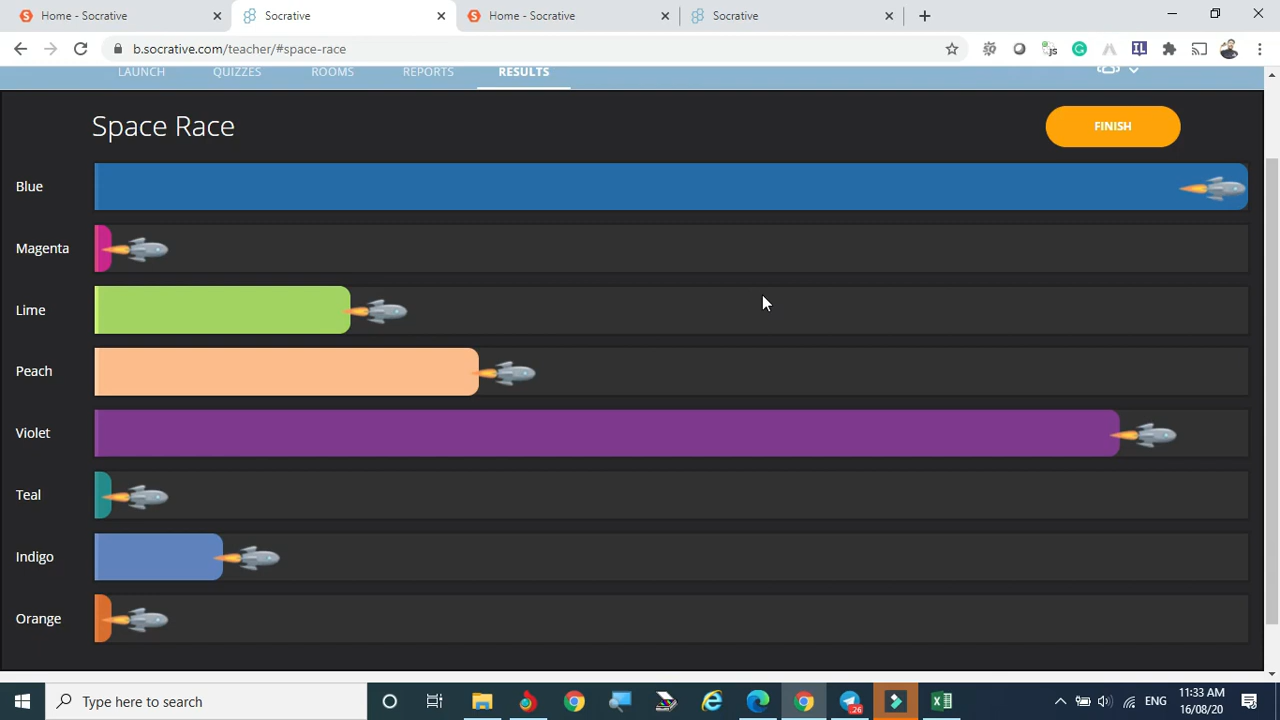 Home - Socrative
Socrative
Home - Socrative
Socrative
b.socrative.com/teacher/#space-race
LAUNCH QUIZZES ROOMS REPORTS RESULTS
Space Race
FINISH
Blue
Magenta
Lime
Peach
Violet
Teal
Indigo
Orange
Type here to search
26
ENG
11:33 AM
16/08/20